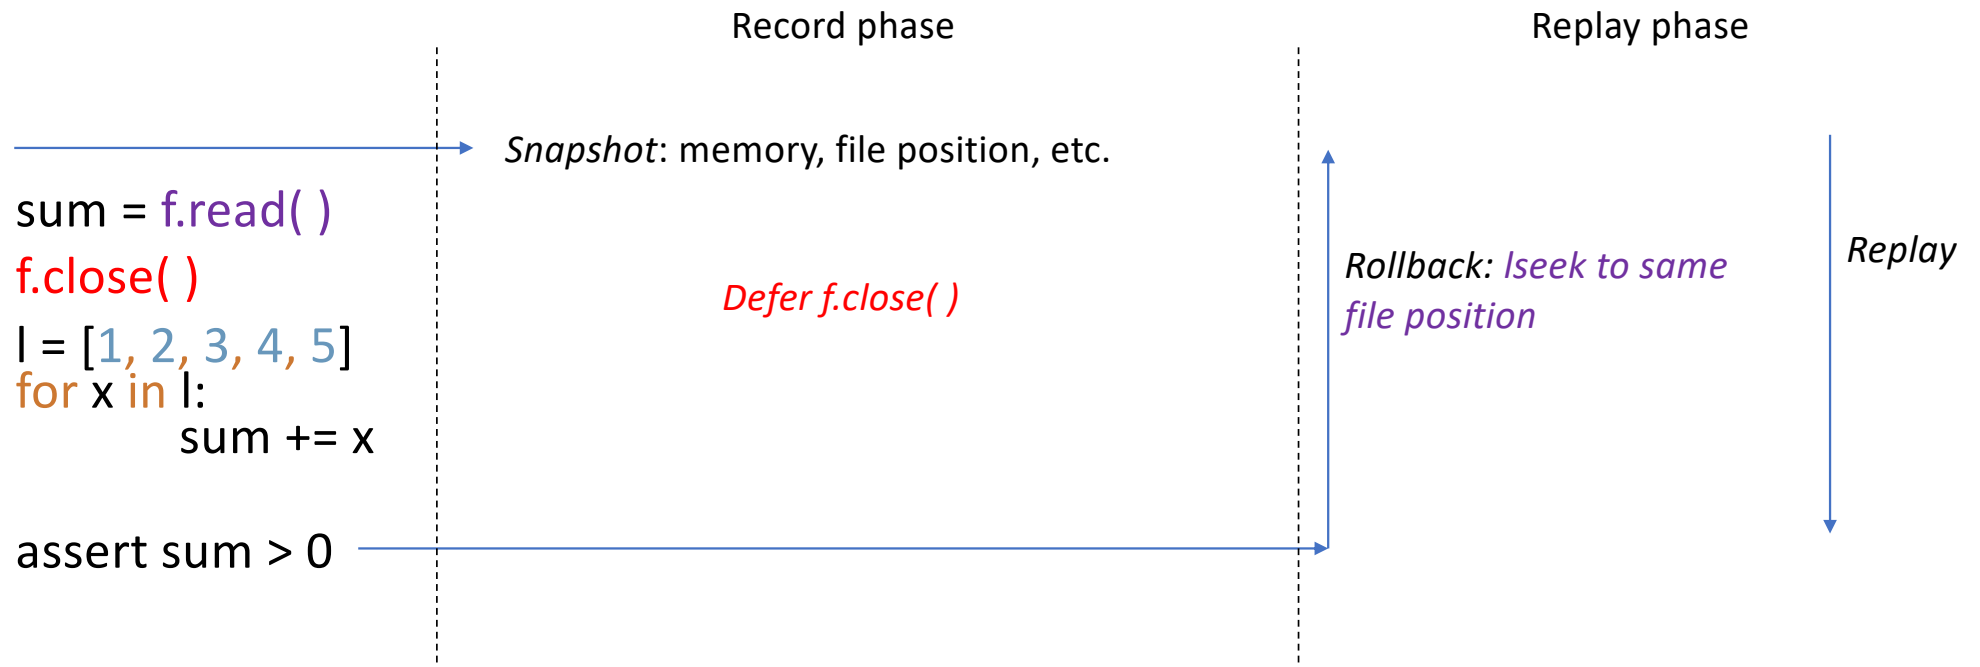 Record phase
Replay phase
Snapshot: memory, file position, etc.
sum = f.read( )
f.close( )
l = [1, 2, 3, 4, 5]
for x in l:
sum += x
assert sum > 0
Defer f.close( )
Rollback: lseek to same
file position
Replay